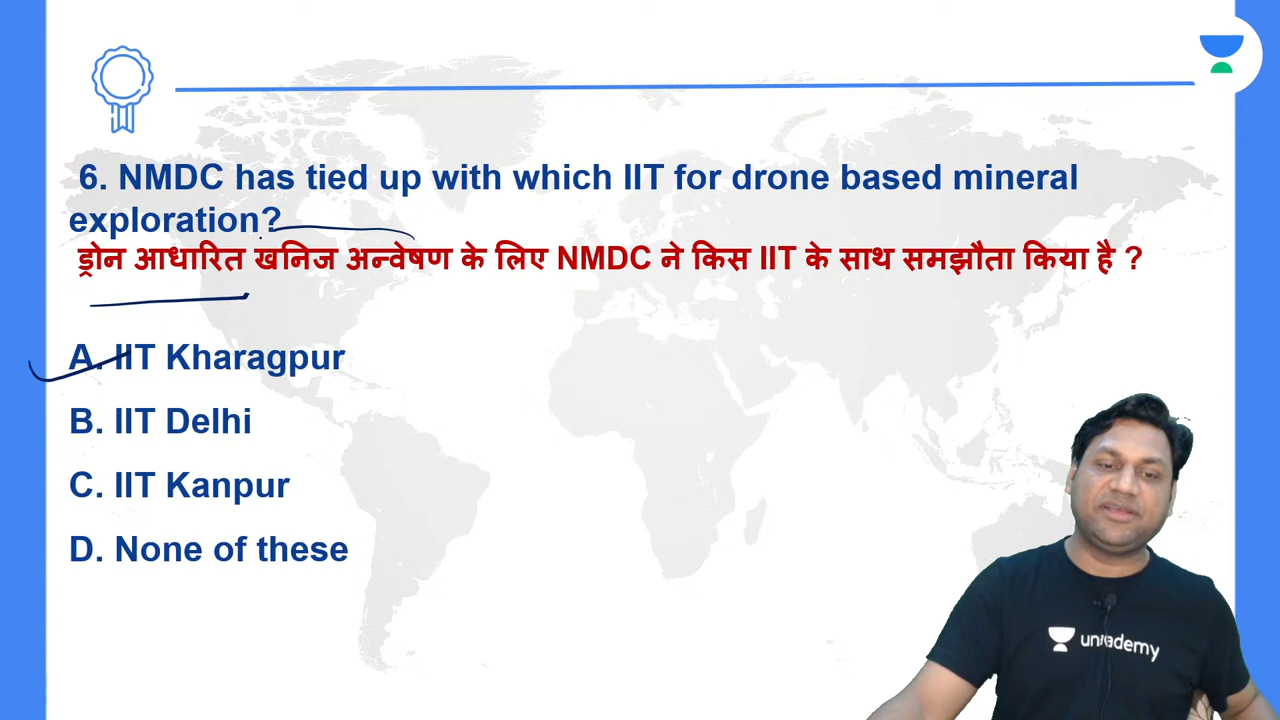 6. NMDC has tied up with which IIT for drone based mineral
exploration?
ड्रोन आधारित खनिज अन्वेषण के लिए NMDC ने किस IIT के साथ समझौता किया है ?
A. IIT Kharagpur
B. IIT Delhi
C. IIT Kanpur
D. None of these
unacademy